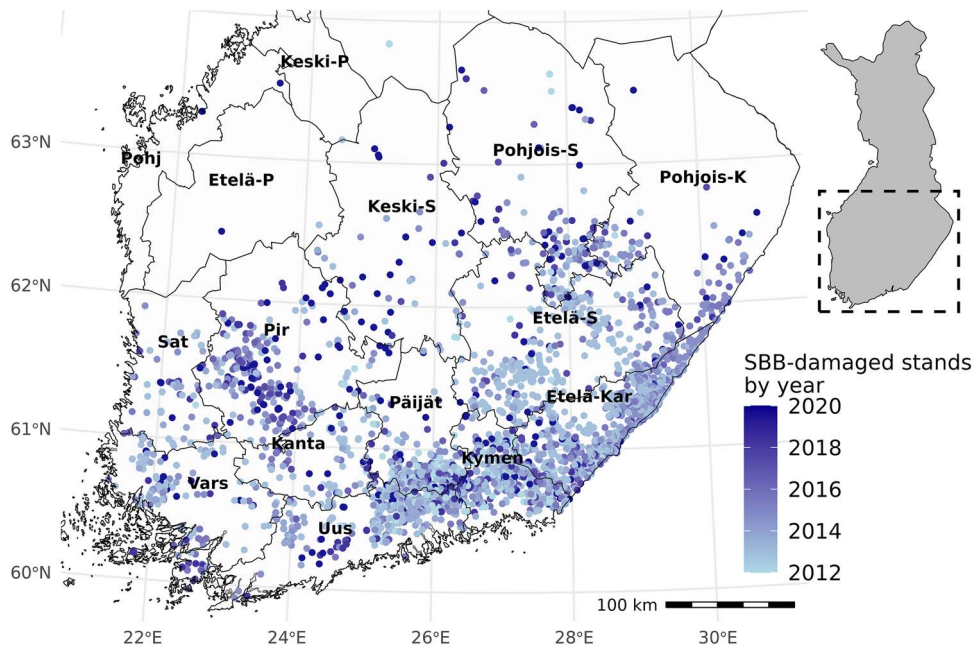 Keski-P
63°N
Pohj
Etelä-P
Pohjois-S
Keski-S
Pohjois-K
62°N
Etelä-S
Sat
Pir
SBB-damaged stands
by year
Päijät
Etelä-Kar
2020
61°N
Kanta
Kymen
2018
Vars
2016
Uus
2014
60°N
2012
100 km
22°E
24°E
26°E
28°E
30°E